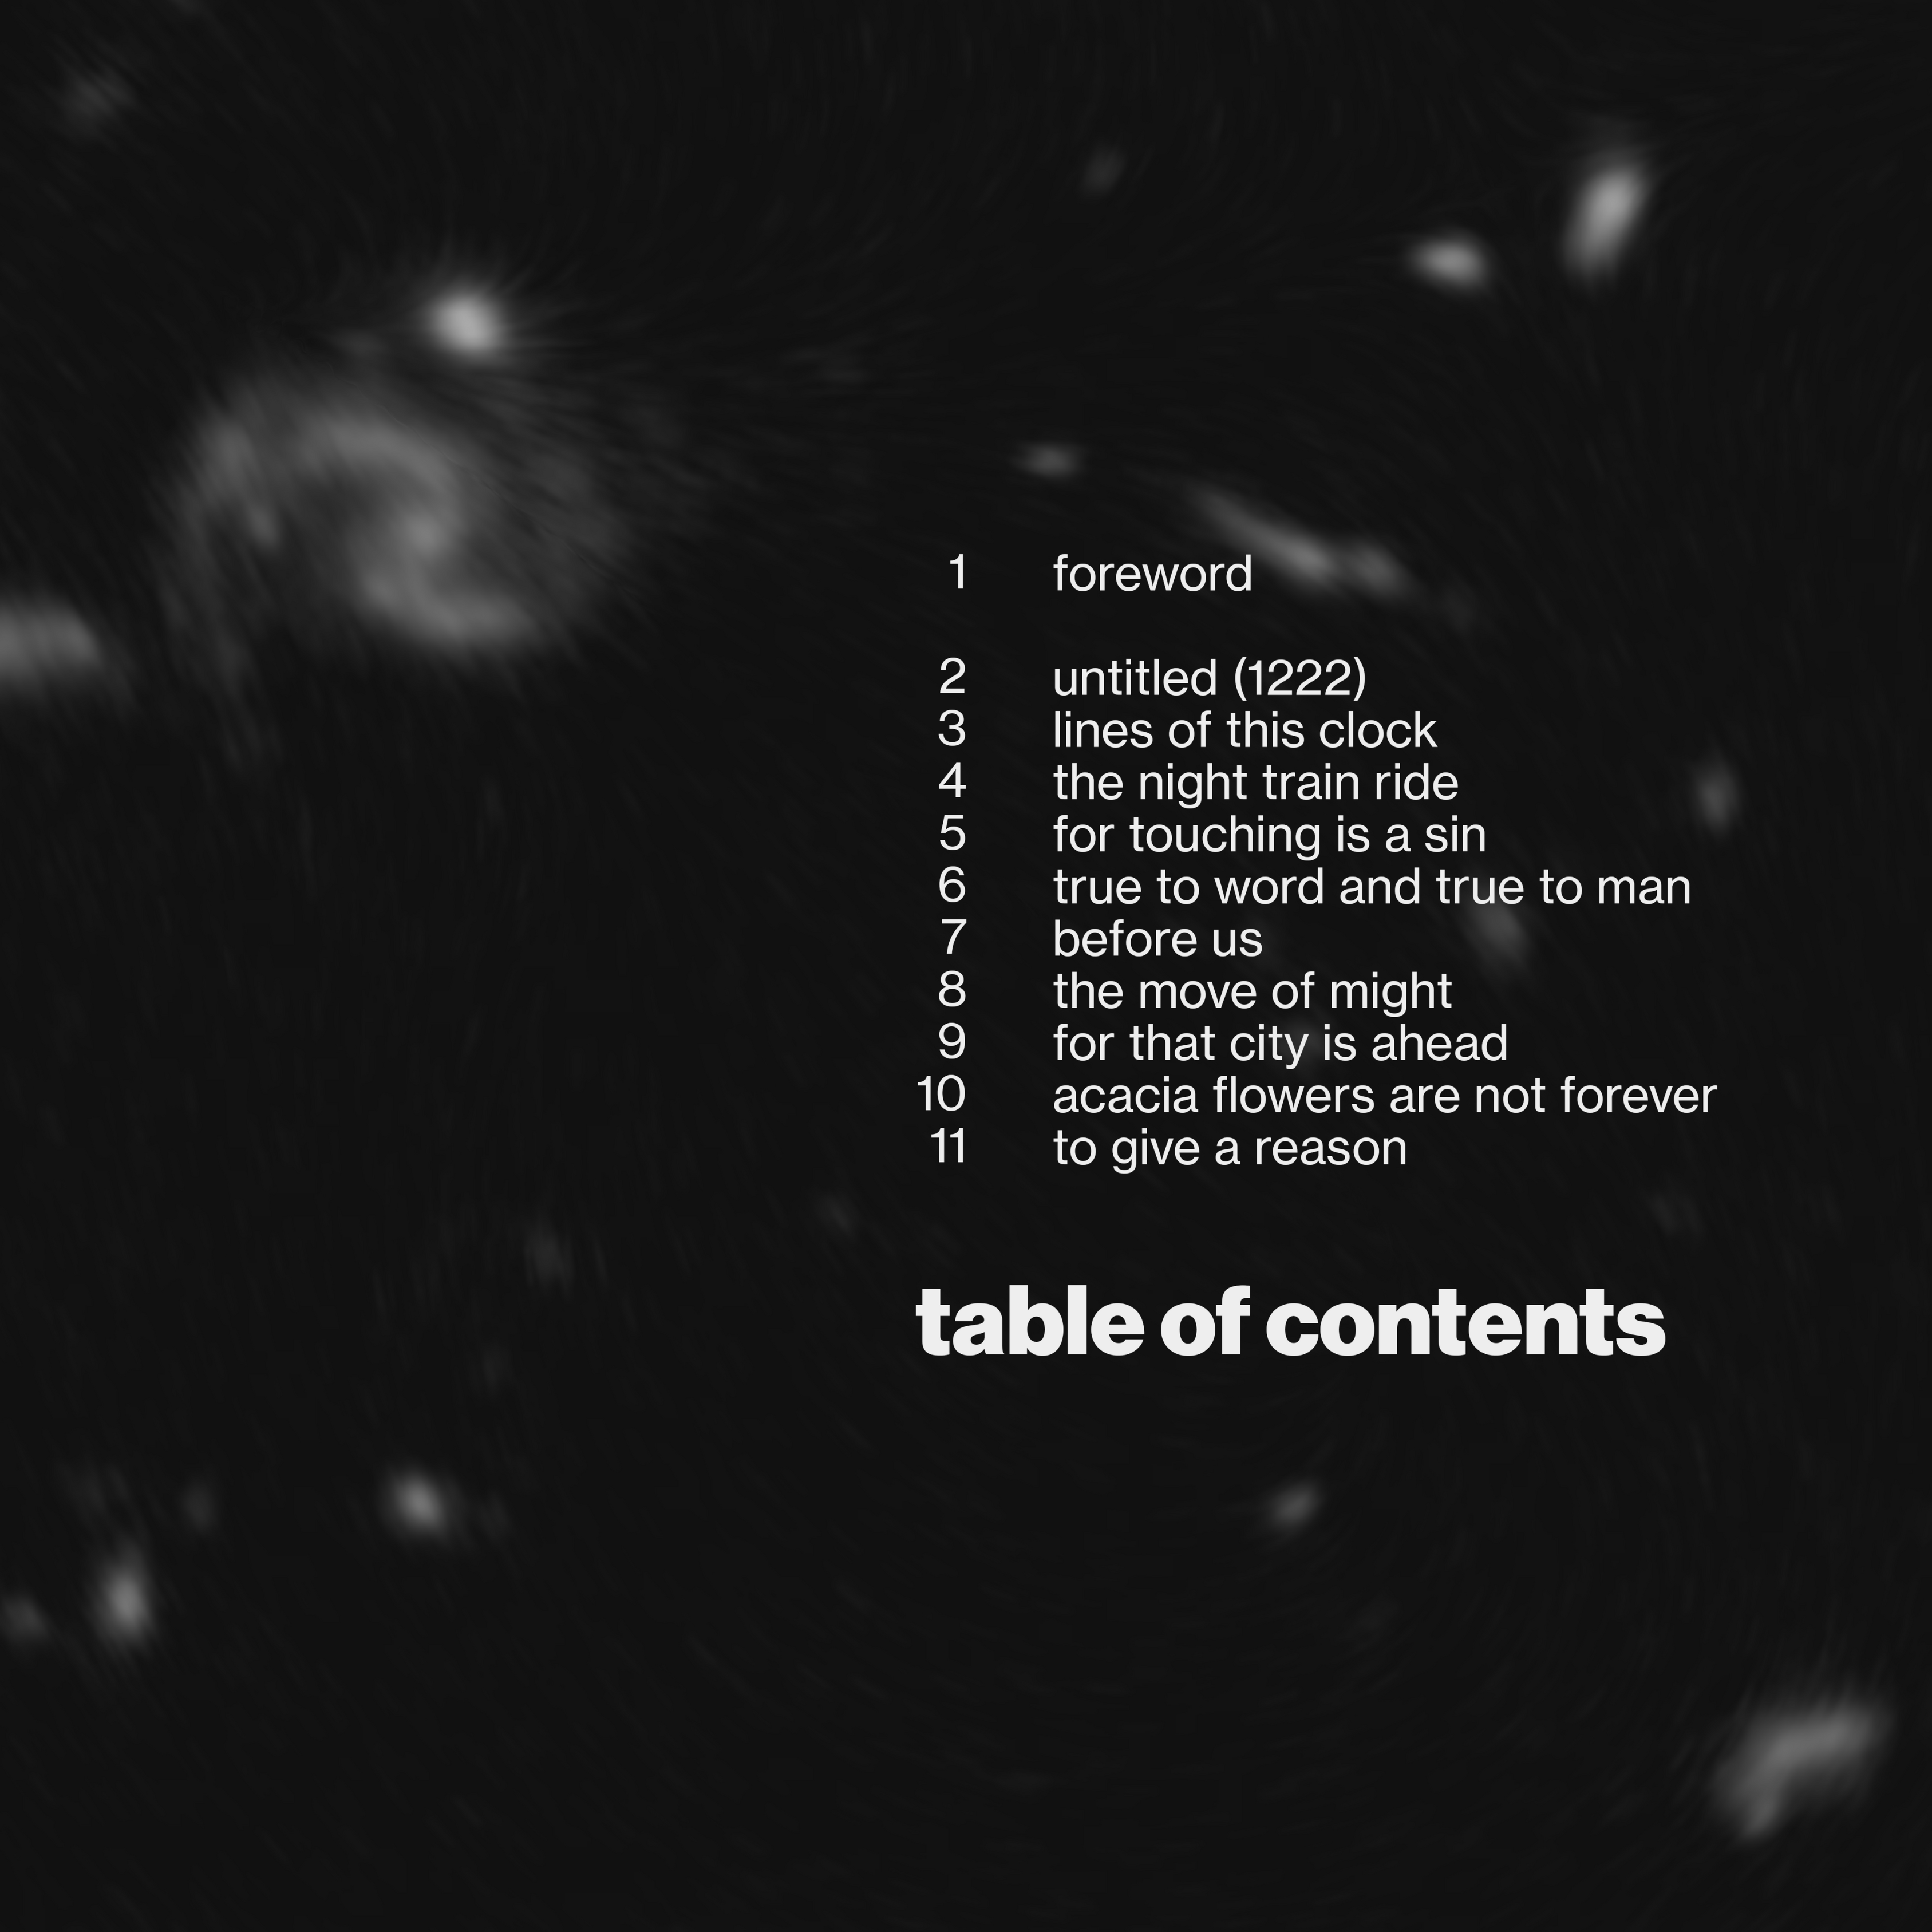 1 foreword
2 untitled (1222)
3 lines of this clock
4 the night train ride
5 for touching is a sin
6 true to word and true to man
7 before us
8 the move of might
9 for that city is ahead
10 acacia flowers are not forever
11 to give a reason
table of contents